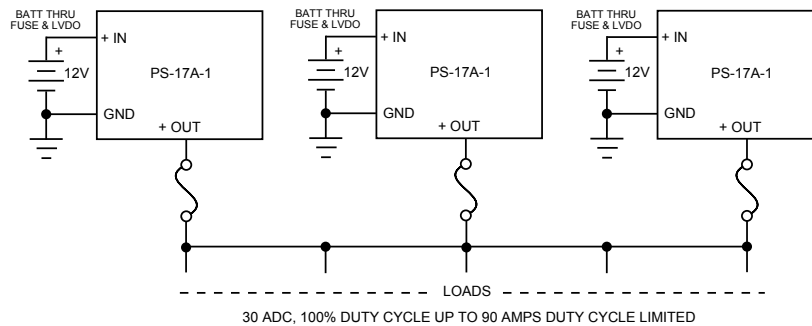 BATT THRU
FUSE & LVDO
+ IN
+
12V
PS-17A-1
GND
+ OUT
BATT THRU
FUSE & LVDO
+ IN
+
12V
PS-17A-1
GND
+ OUT
BATT THRU
FUSE & LVDO
+ IN
+
12V
PS-17A-1
GND
+ OUT
LOADS
30 ADC, 100% DUTY CYCLE UP TO 90 AMPS DUTY CYCLE LIMITED